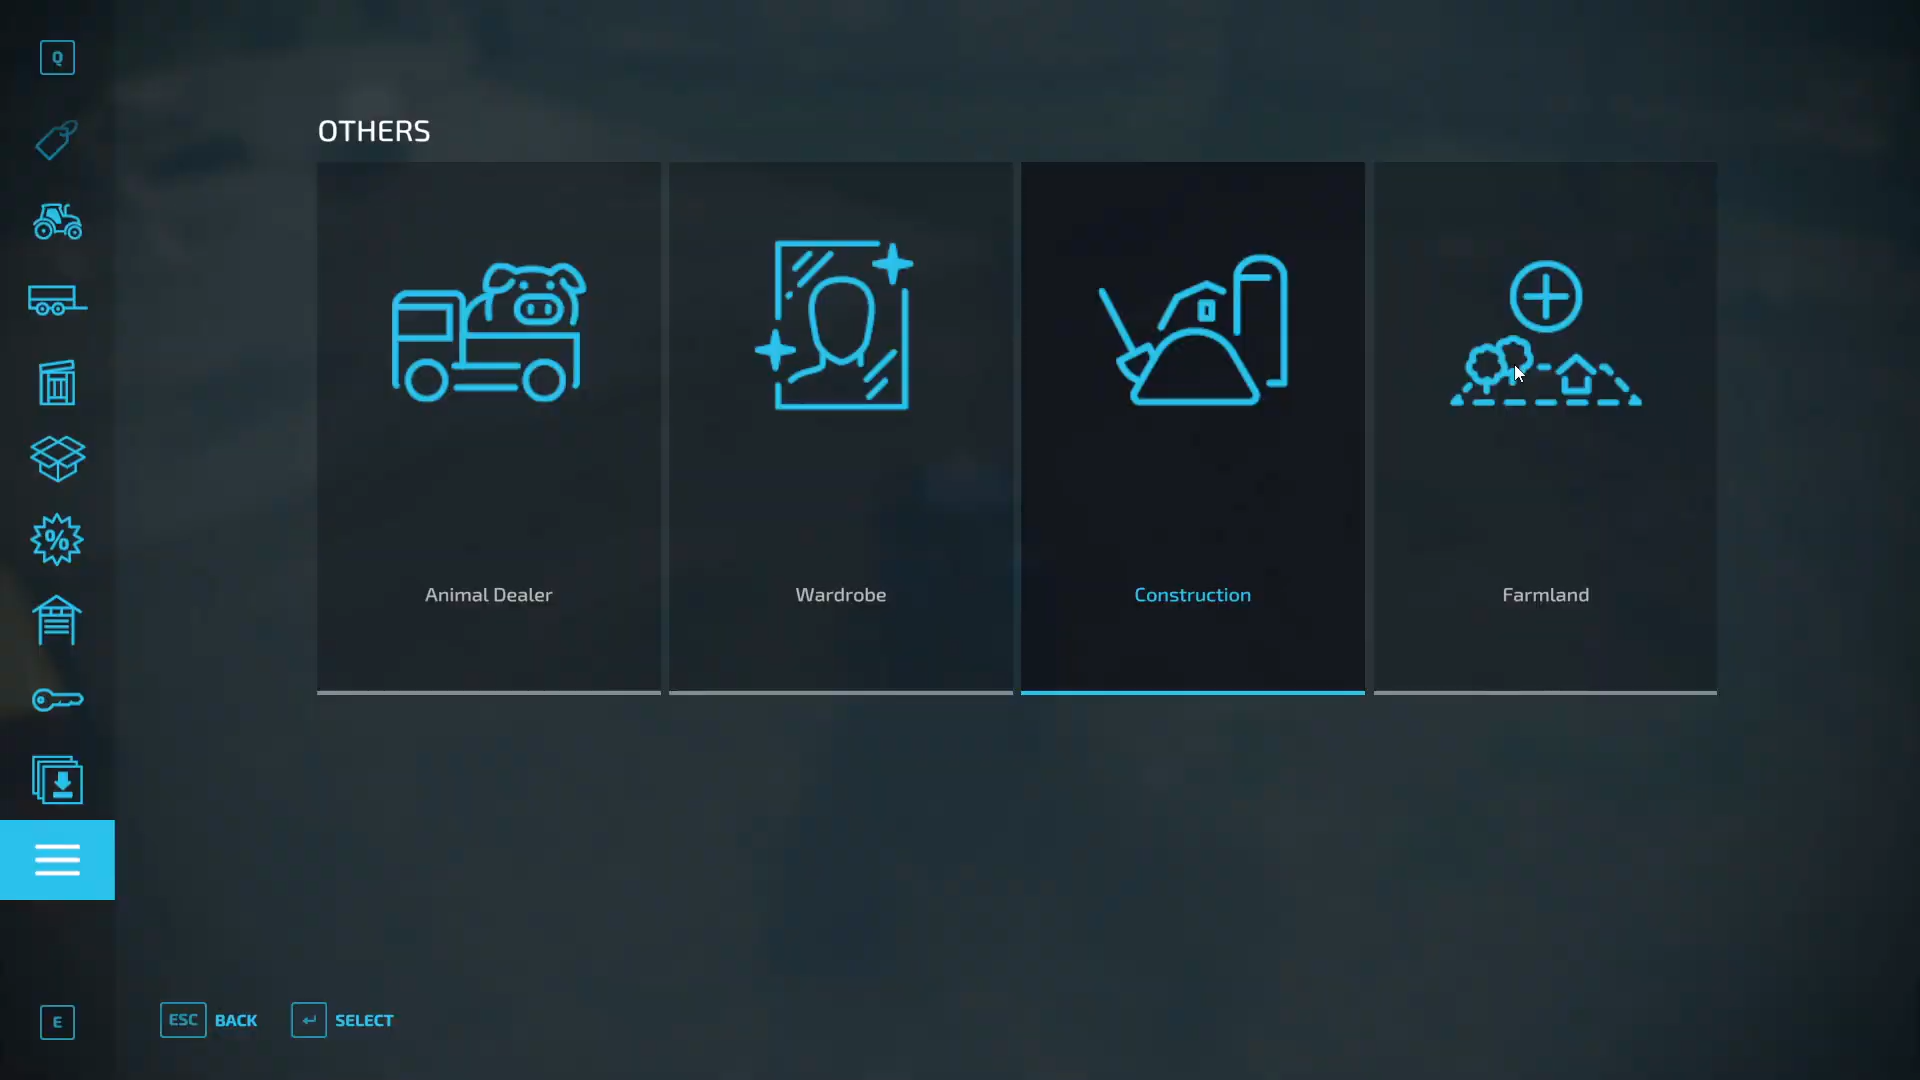 Q
OTHERS
Animal Dealer
Wardrobe
Construction
Farmland
%
E
ESC BACK
SELECT